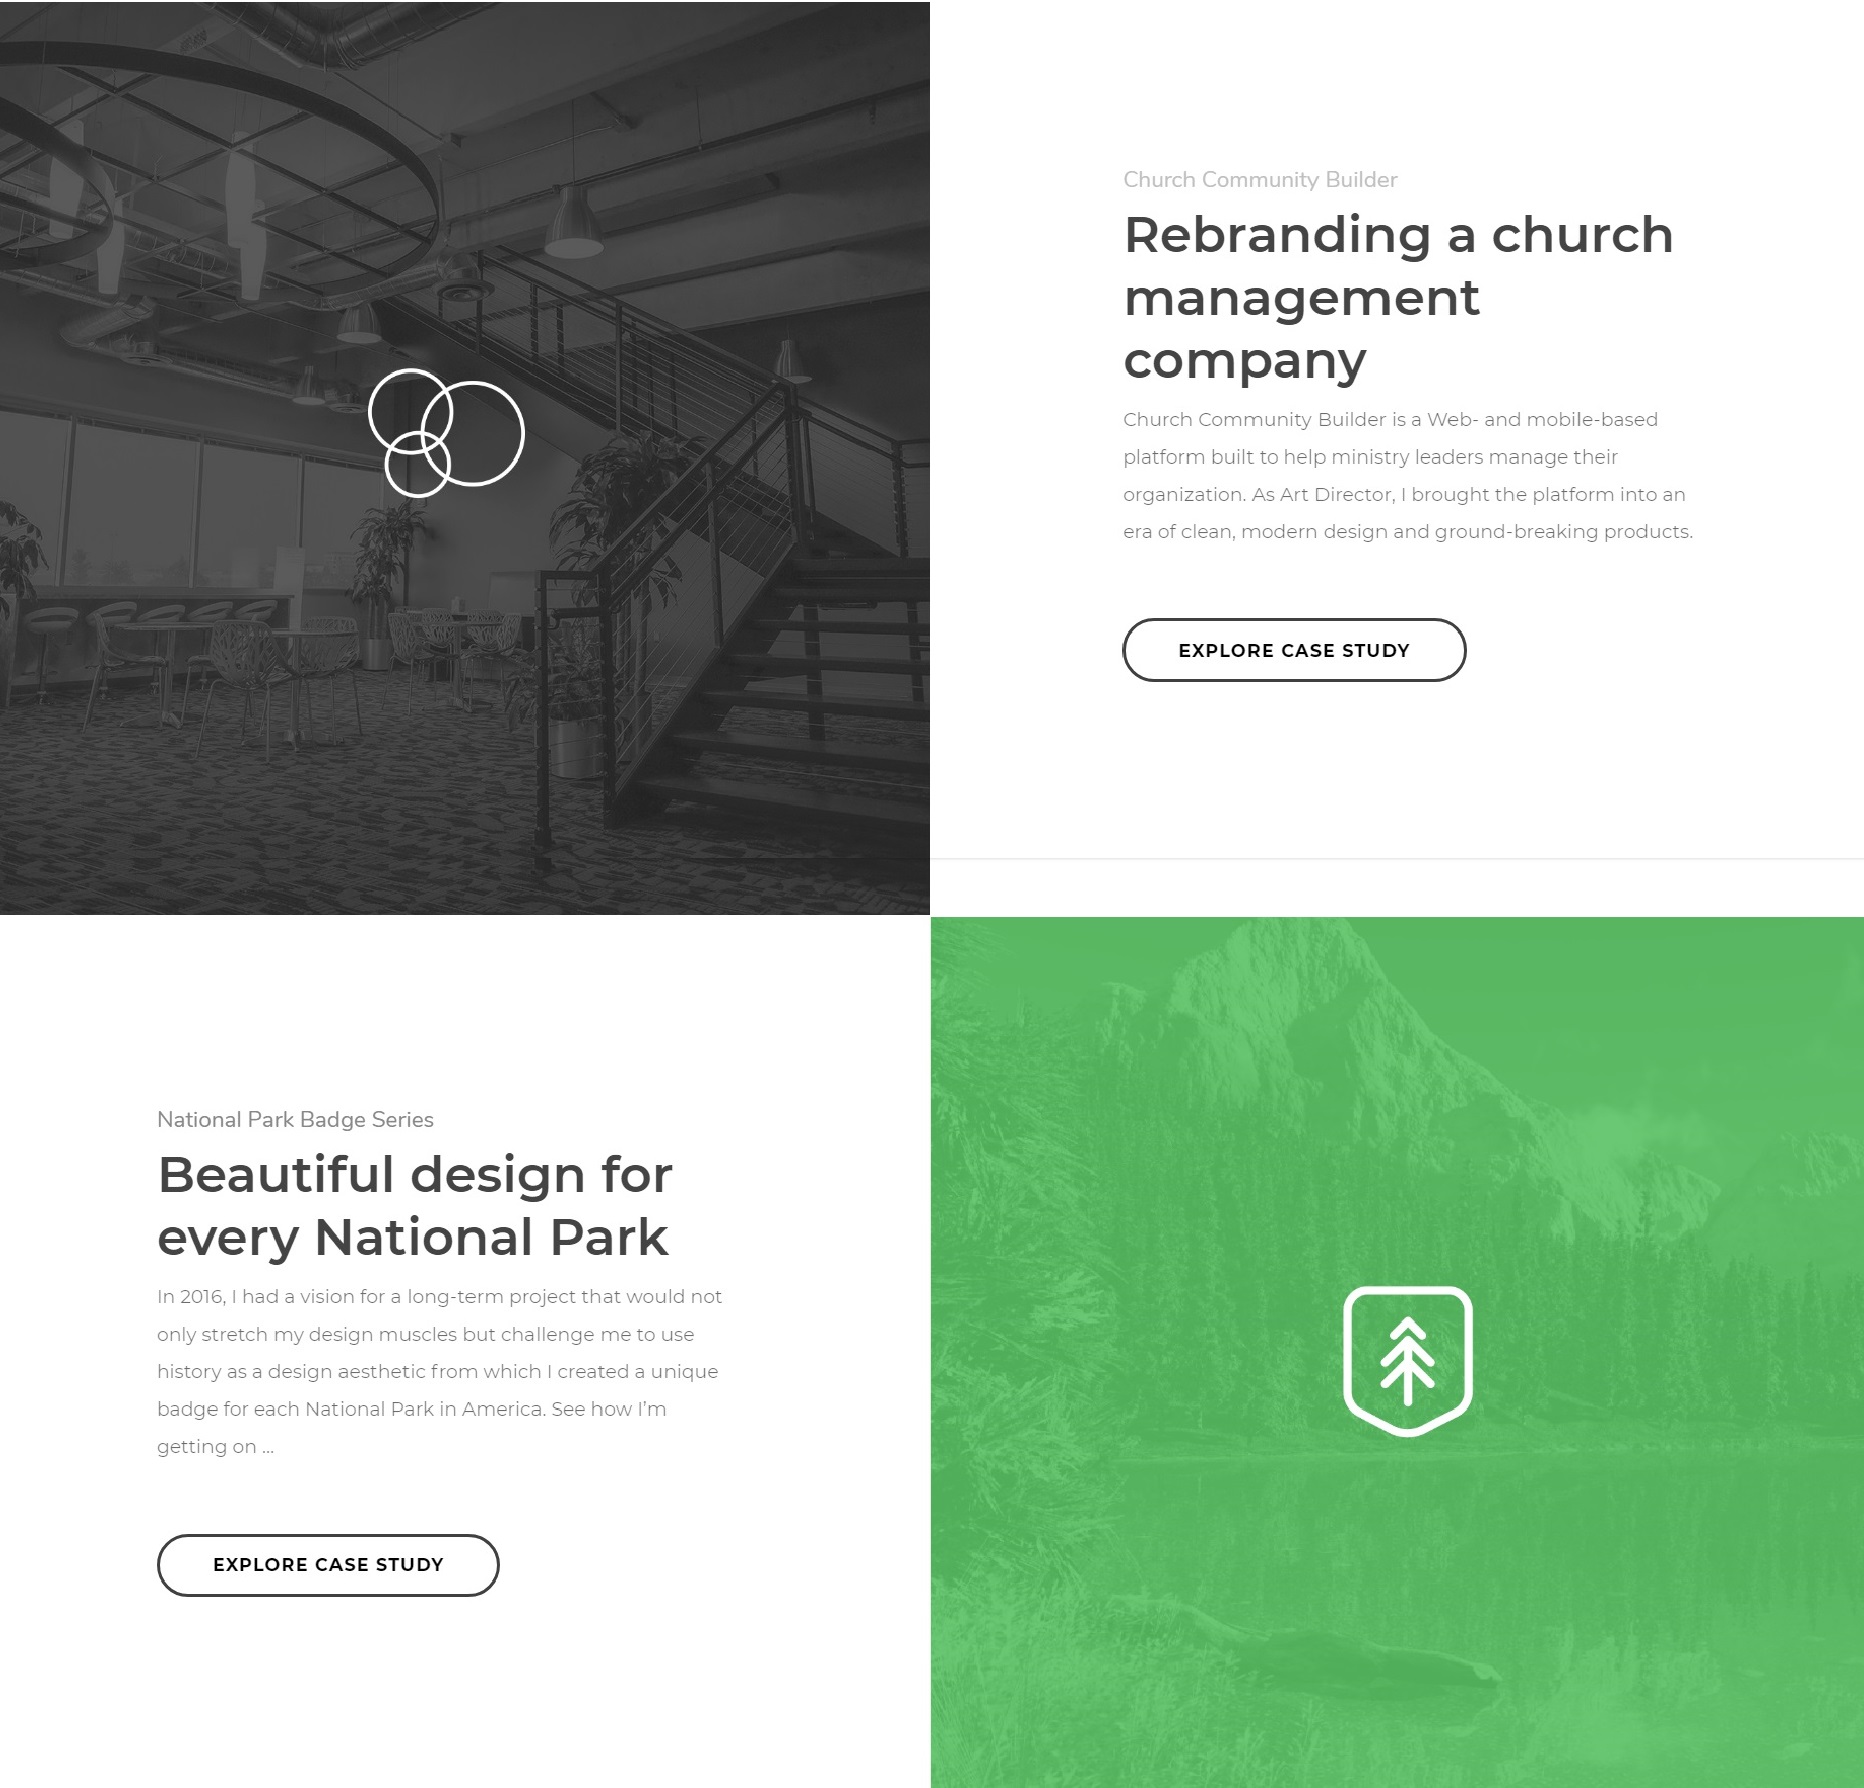 Church Community Builder
Rebranding a church
management
company
Church Community Builder is a Web- and mobile-based
platform built to help ministry leaders manage their
organization. As Art Director, I brought the platform into an
era of clean, modern design and ground-breaking products.
EXPLORE CASE STUDY
National Park Badge Series
Beautiful design for
every National Park
In 2016, I had a vision for a long-term project that would not
only stretch my design muscles but challenge me to use
history as a design aesthetic from which I created a unique
badge for each National Park in America. See how I’m
getting on ...
EXPLORE CASE STUDY